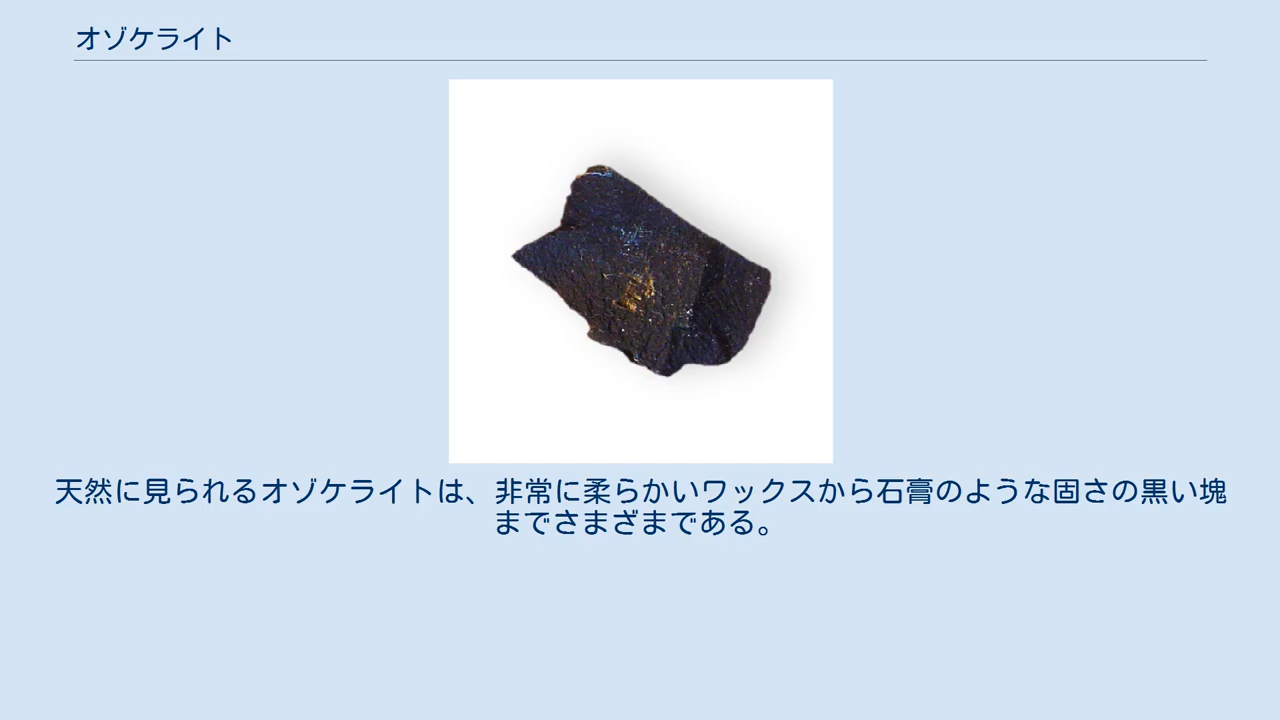 オゾケライト
天然に見られるオゾケライトは、非常に柔らかいワックスから石膏のような固さの黒い塊
までさまざまである。